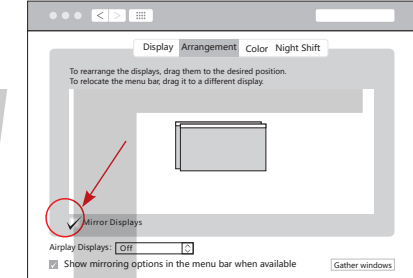 Display Arrangement Color Night Shift
To rearrange the displays, drag them to the desired position.
To relocate the menu bar, drag it to a different display.
Mirror Displays
Airplay Displays: Off
Show mirroring options in the menu bar when available
Gather windows